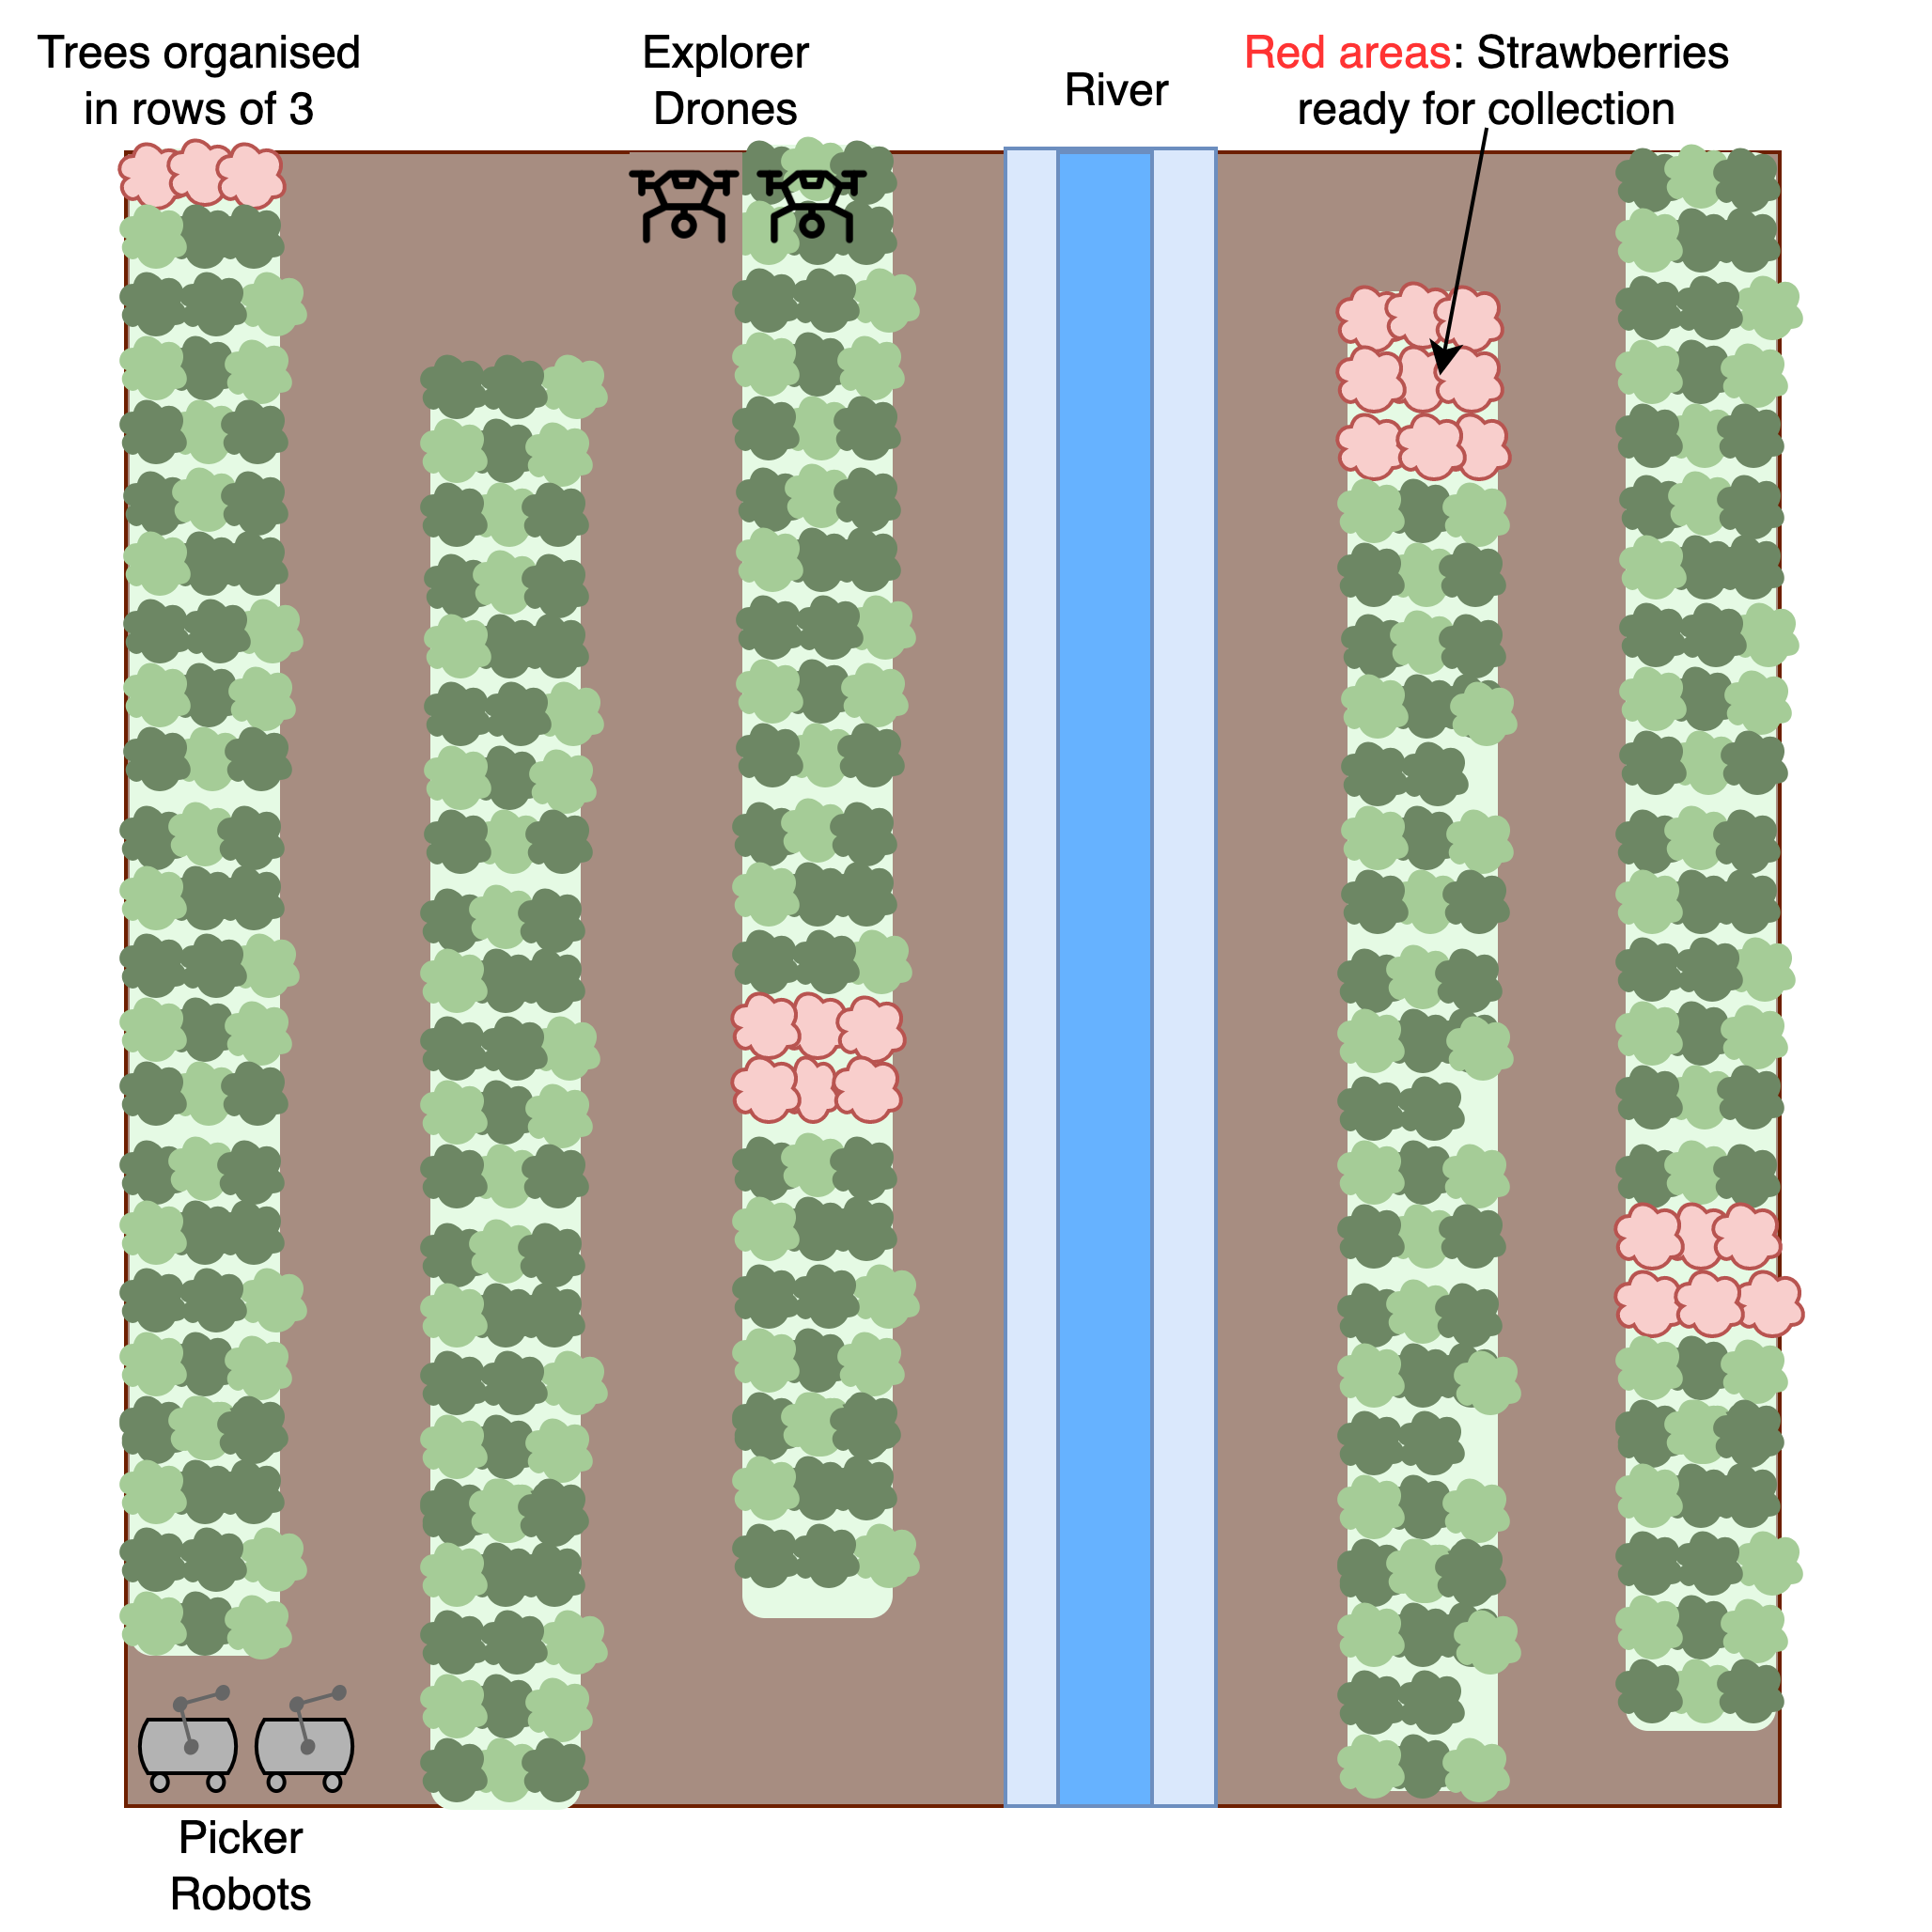 Trees organised
in rows of 3
Explorer
Drones
River
Red areas: Strawberries
ready for collection
Picker
Robots